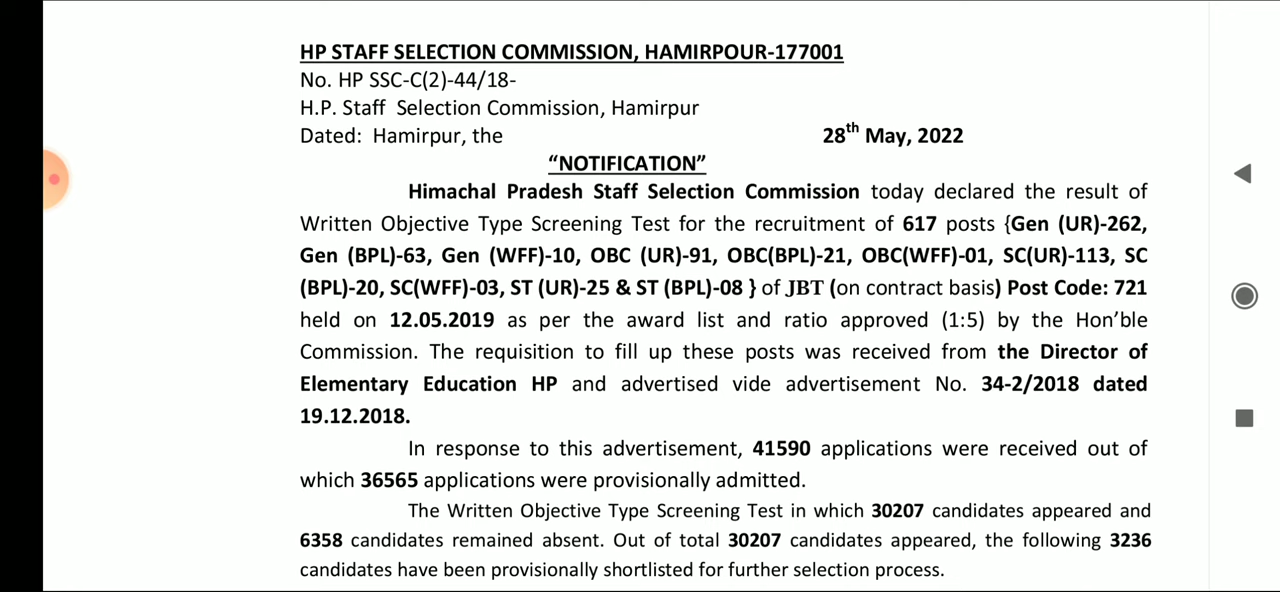 HP STAFF SELECTION COMMISSION, HAMIRPOUR-177001
No. HP SSC-C(2)-44/18-
H.P. Staff Selection Commission, Hamirpur
Dated: Hamirpur, the 28th May, 2022
“NOTIFICATION”
Himachal Pradesh Staff Selection Commission today declared the result of
Written Objective Type Screening Test for the recruitment of 617 posts {Gen (UR)-262,
Gen (BPL)-63, Gen (WFF)-10, OBC (UR)-91, OBC(BPL)-21, OBC(WFF)-01, SC(UR)-113, SC
(BPL)-20, SC(WFF)-03, ST (UR)-25 & ST (BPL)-08 } of JBT (on contract basis) Post Code: 721
held on 12.05.2019 as per the award list and ratio approved (1:5) by the Hon’ble
Commission. The requisition to fill up these posts was received from the Director of
Elementary Education HP and advertised vide advertisement No. 34-2/2018 dated
19.12.2018.
In response to this advertisement, 41590 applications were received out of
which 36565 applications were provisionally admitted.
The Written Objective Type Screening Test in which 30207 candidates appeared and
6358 candidates remained absent. Out of total 30207 candidates appeared, the following 3236
candidates have been provisionally shortlisted for further selection process.